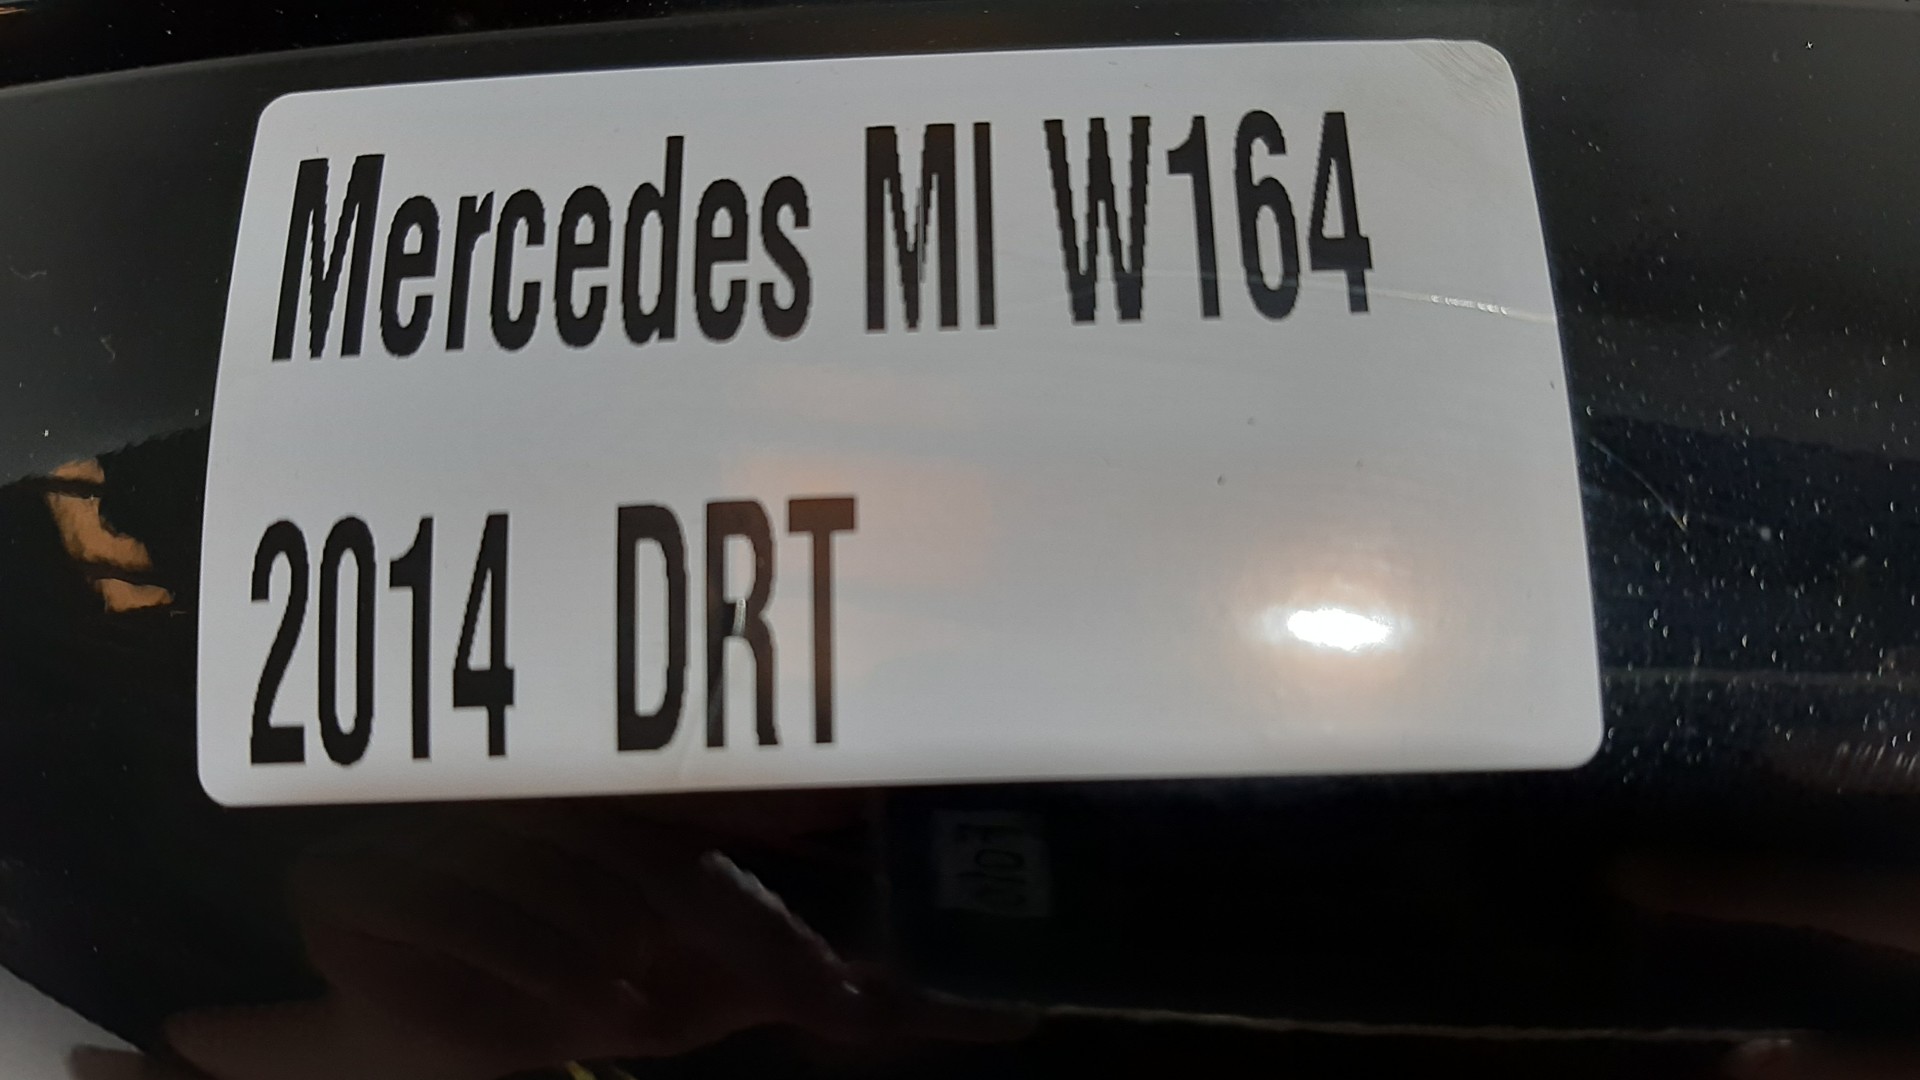 Mercedes Ml W164
2014 DRT